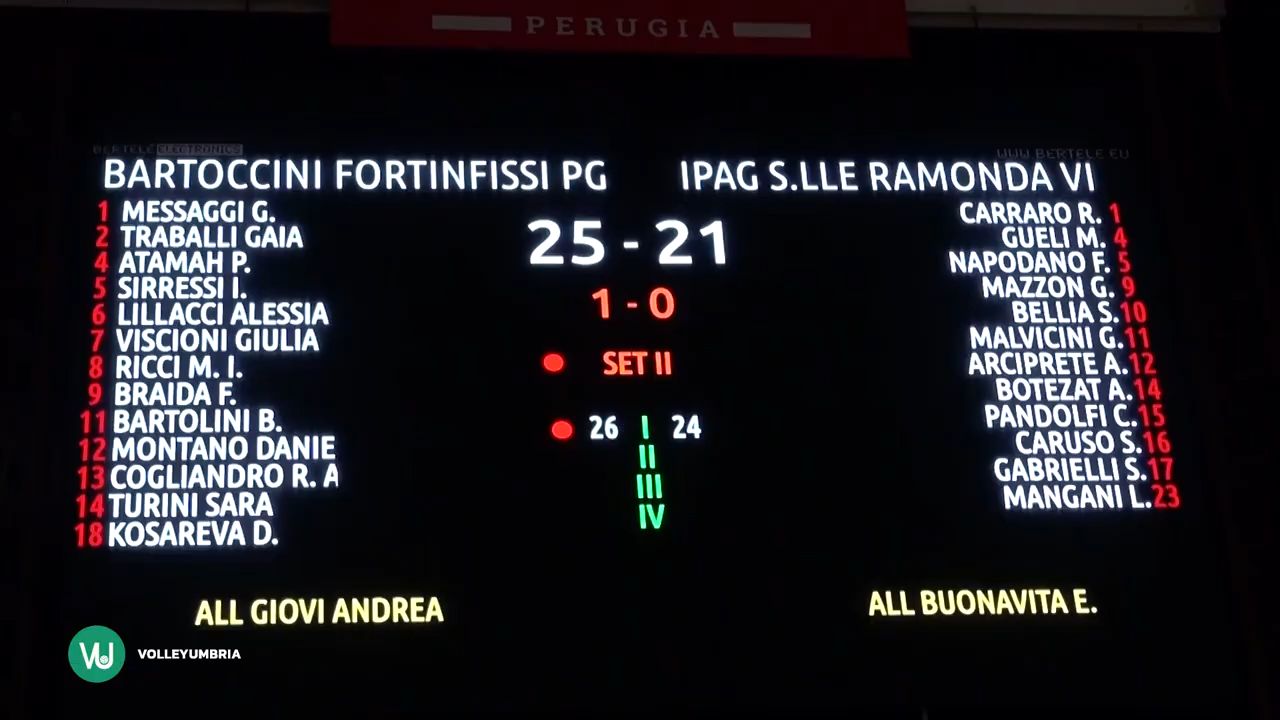 PERUGIA
BERTELE ELECTRONICS
WWW.BERTELE.EU
BARTOCCINI FORTINFISSI PG
IPAG S.LLE RAMONDA VI
25 - 21
1 - 0
SET II
26 I 24
II
III
IV
1 MESSAGGI G.
2 TRABALLI GAIA
4 ATAMAH P.
5 SIRRESSI I.
6 LILLACCI ALESSIA
7 VISCIONI GIULIA
8 RICCI M. I.
9 BRAIDA F.
11 BARTOLINI B.
12 MONTANO DANIE
13 COGLIANDRO R. A
14 TURINI SARA
18 KOSAREVA D.
CARRARO R. 1
GUELI M. 4
NAPODANO F. 5
MAZZON G. 9
BELLIA S. 10
MALVICINI G. 11
ARCIPRETE A. 12
BOTEZAT A. 14
PANDOLFI C. 15
CARUSO S. 16
GABRIELLI S. 17
MANGANI L. 23
ALL GIOVI ANDREA
ALL BUONAVITA E.
VU VOLLEYUMBRIA